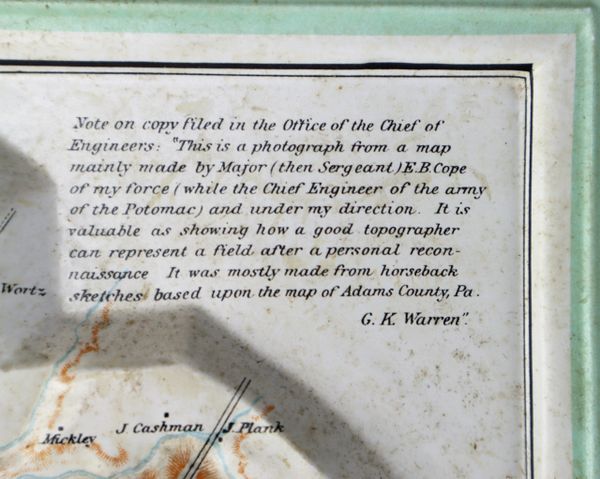 Note on copy filed in the Office of the Chief of
Engineers: "This is a photograph from a map
mainly made by Major (then Sergeant) E.B. Cope
of my force (while the Chief Engineer of the army
of the Potomac) and under my direction. It is
valuable as showing how a good topographer
can represent a field after a personal recon-
naissance It was mostly made from horseback
sketches based upon the map of Adams County, Pa.
G. K. Warren".
Wortz
Mickley
J Cashman
J. Plank